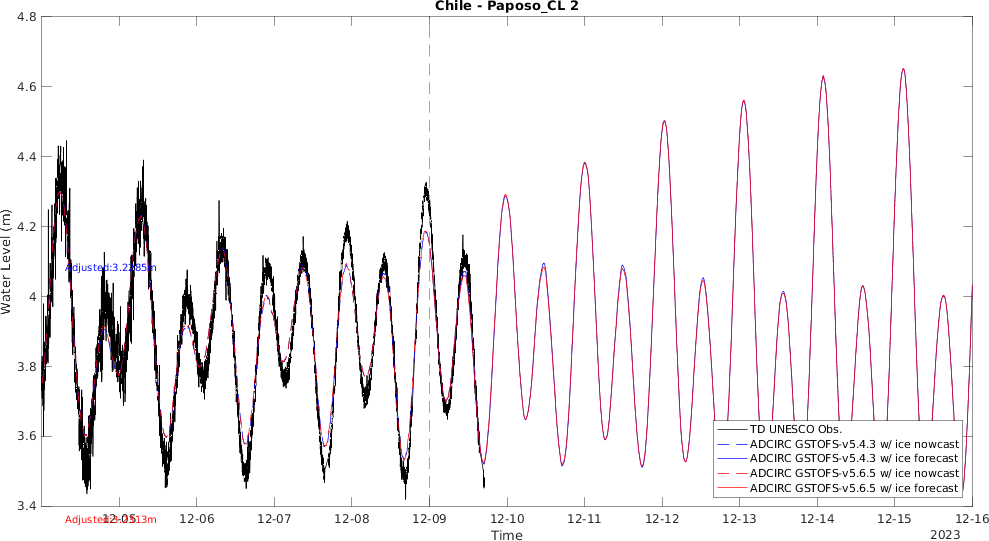 Chile - Paposo_CL 2
4.8
4.6
4.4
4.2
4
3.8
3.6
3.4
Water Level (m)
Adjusted:3.2285m
TD UNESCO Obs.
ADCIRC GSTOFS-v5.4.3 w/ ice nowcast
ADCIRC GSTOFS-v5.4.3 w/ ice forecast
ADCIRC GSTOFS-v5.6.5 w/ ice nowcast
ADCIRC GSTOFS-v5.6.5 w/ ice forecast
12-05 12-06 12-07 12-08 12-09 12-10 12-11 12-12 12-13 12-14 12-15 12-16
Time
2023